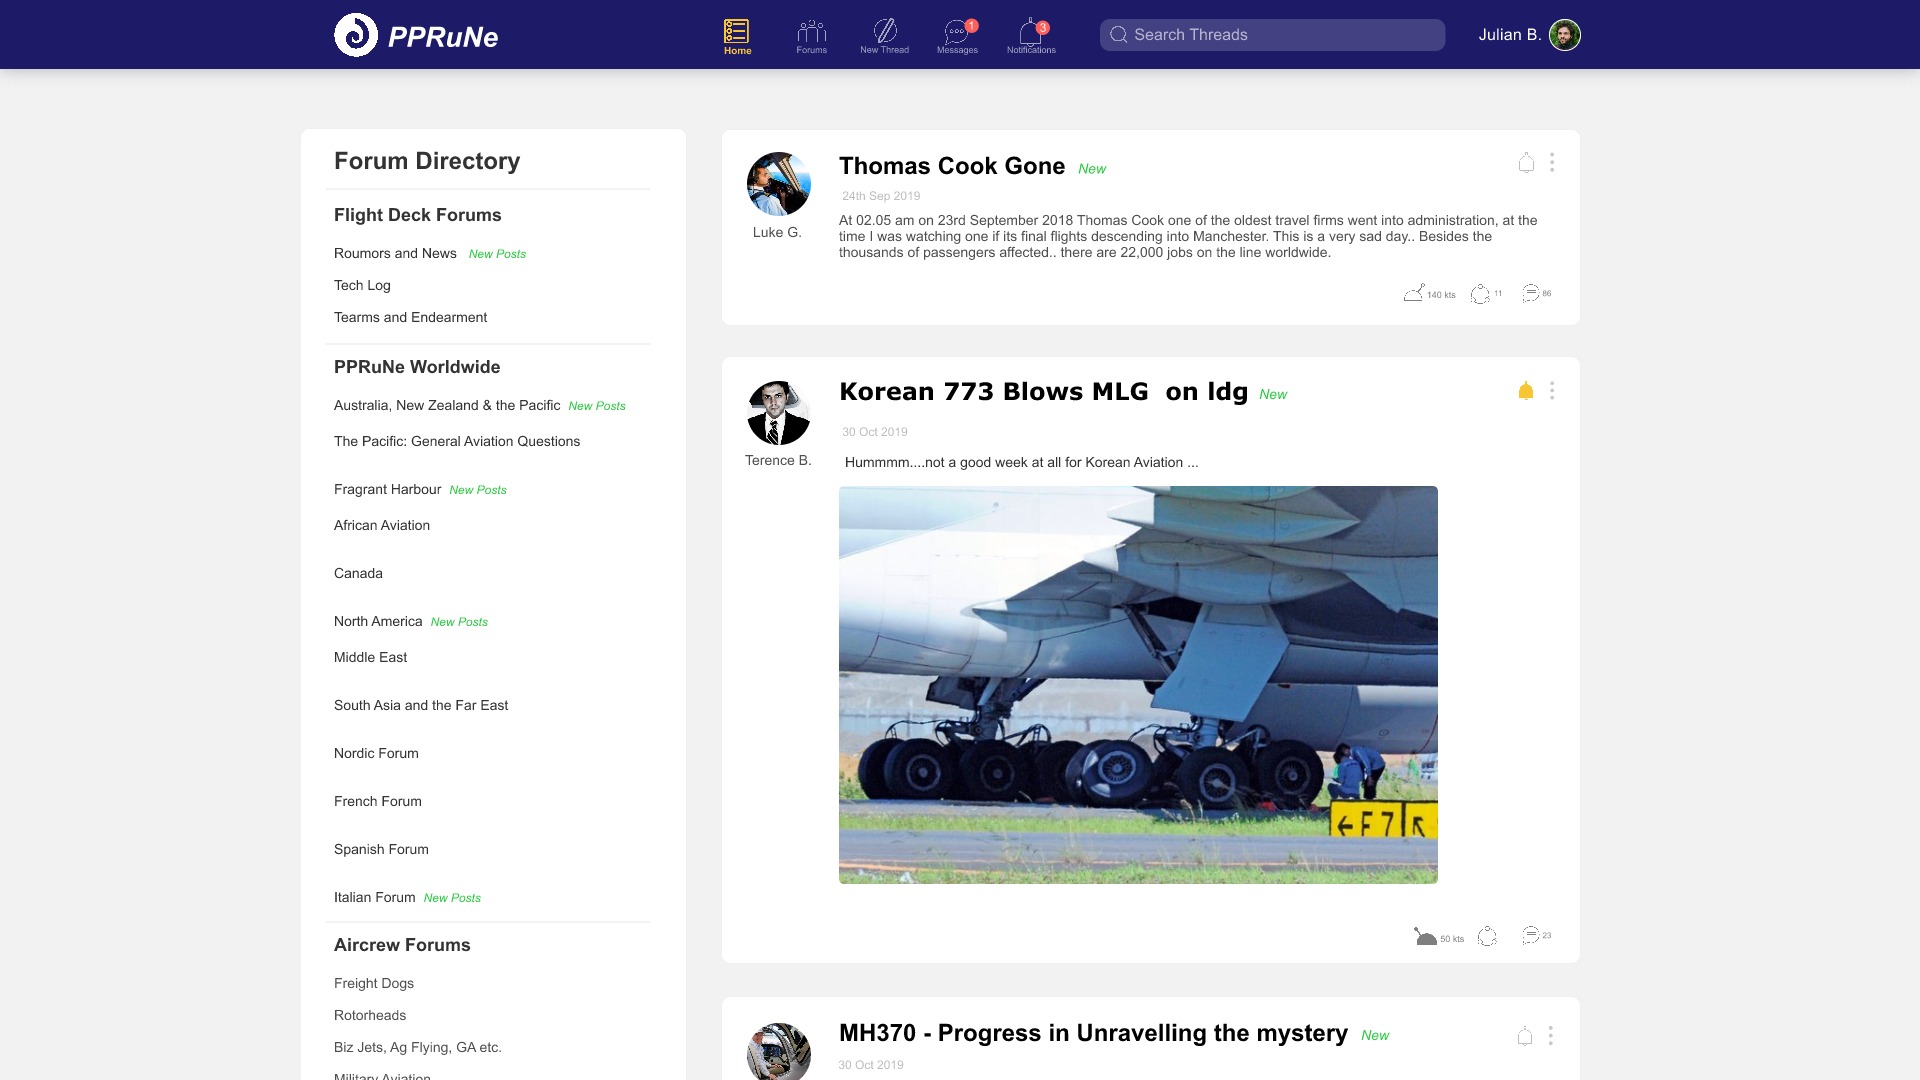 PPRuNe
Home
Forums
New Thread
Messages
1
Notifications
3
Search Threads
Julian B.
Forum Directory
Flight Deck Forums
Roumors and News New Posts
Tech Log
Tearms and Endearment
PPRuNe Worldwide
Australia, New Zealand & the Pacific New Posts
The Pacific: General Aviation Questions
Fragrant Harbour New Posts
African Aviation
Canada
North America New Posts
Middle East
South Asia and the Far East
Nordic Forum
French Forum
Spanish Forum
Italian Forum New Posts
Aircrew Forums
Freight Dogs
Rotorheads
Biz Jets, Ag Flying, GA etc.
Military Aviation
Thomas Cook Gone New
24th Sep 2019
Luke G.
At 02.05 am on 23rd September 2018 Thomas Cook one of the oldest travel firms went into administration, at the
time I was watching one if its final flights descending into Manchester. This is a very sad day.. Besides the
thousands of passengers affected.. there are 22,000 jobs on the line worldwide.
140 kts 11 86
Korean 773 Blows MLG on ldg New
30 Oct 2019
Terence B.
Hummmm....not a good week at all for Korean Aviation ...
←F7
50 kts 23
MH370 - Progress in Unravelling the mystery New
30 Oct 2019